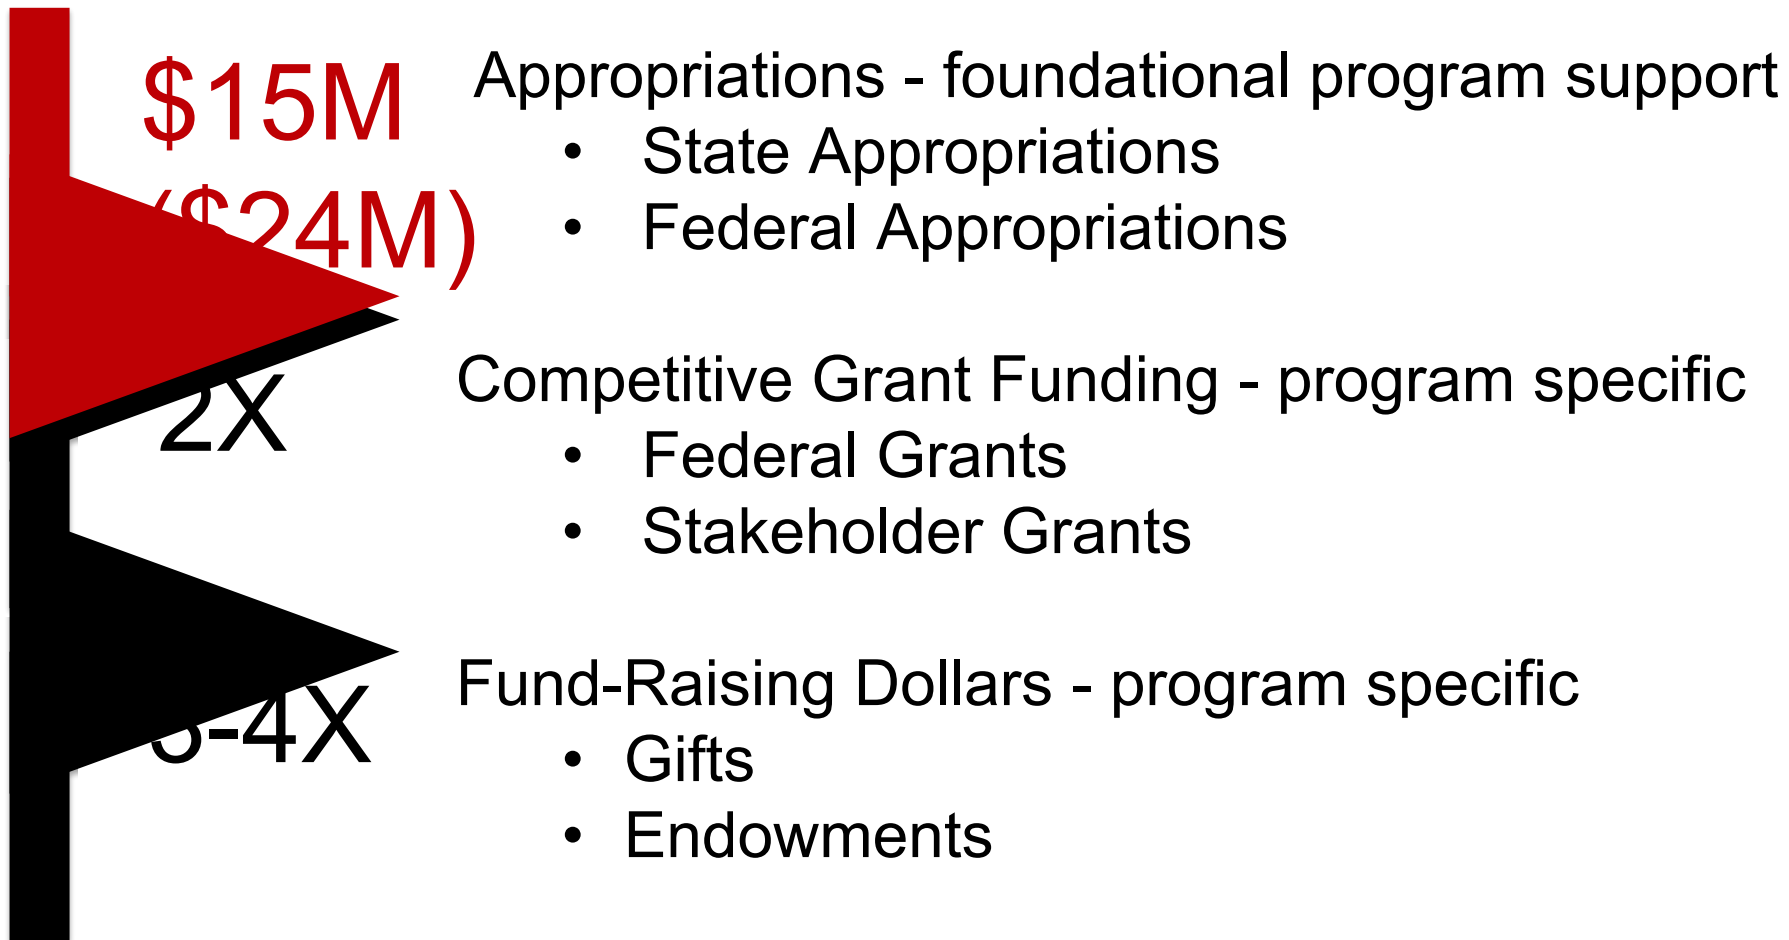 $15M
Appropriations - foundational program support
• State Appropriations
($24M)
• Federal Appropriations
2X
Competitive Grant Funding - program specific
• Federal Grants
• Stakeholder Grants
Fund-Raising Dollars - program specific
-4X
• Gifts
• Endowments